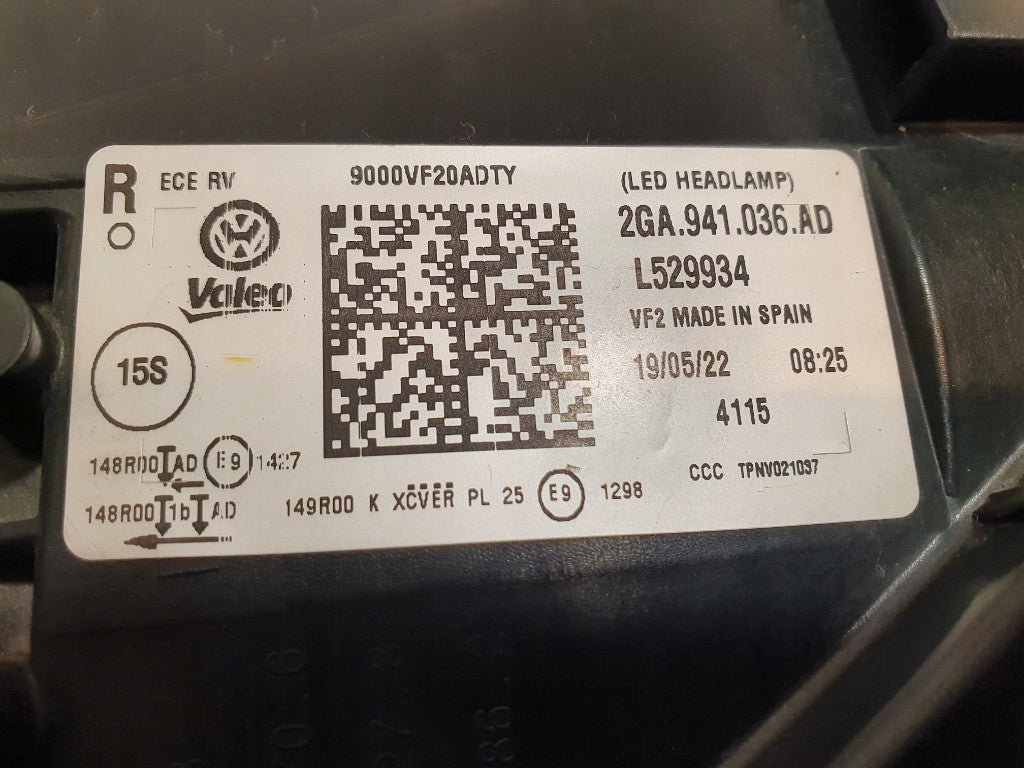 R
ECE RV
9000VF20ADTY
(LED HEADLAMP)
2GA.941.036.AD
L529934
VF2 MADE IN SPAIN
19/05/22 08:25
4115
CCC TPNV021097
Valeo
15S
148R00 AD E9 1427
148R00 1b AD
149R00 K XCVER PL 25 E9 1298